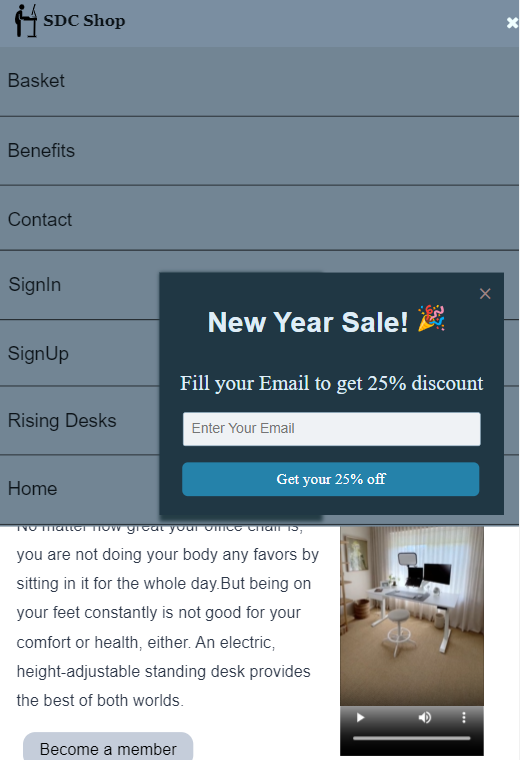 SDC Shop
Basket
Benefits
Contact
SignIn
SignUp
Rising Desks
Home
New Year Sale! 🎉
Fill your Email to get 25% discount
Enter Your Email
Get your 25% off
No matter how great your office chair is,
you are not doing your body any favors by
sitting in it for the whole day.But being on
your feet constantly is not good for your
comfort or health, either. An electric,
height-adjustable standing desk provides
the best of both worlds.
Become a member